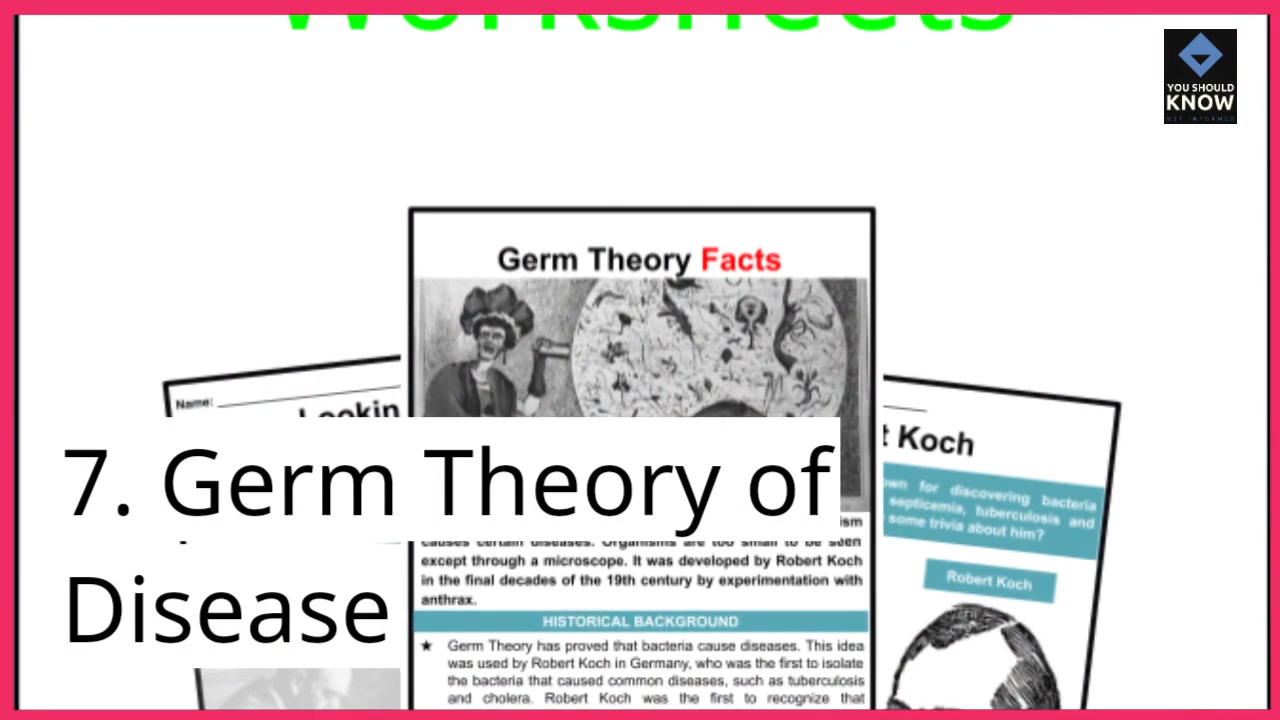 Worksheets
YOU SHOULD
KNOW
GET INFORMED
Germ Theory Facts
Name:
Lookin
t Koch
own for discovering bacteria
septicemia, tuberculosis and
some trivia about him?
7. Germ Theory of
Disease
ism
causes certain diseases. Organisms are too small to be seen
except through a microscope. It was developed by Robert Koch
in the final decades of the 19th century by experimentation with
anthrax.
Robert Koch
HISTORICAL BACKGROUND
★ Germ Theory has proved that bacteria cause diseases. This idea
was used by Robert Koch in Germany, who was the first to isolate
the bacteria that caused common diseases, such as tuberculosis
and cholera. Robert Koch was the first to recognize that